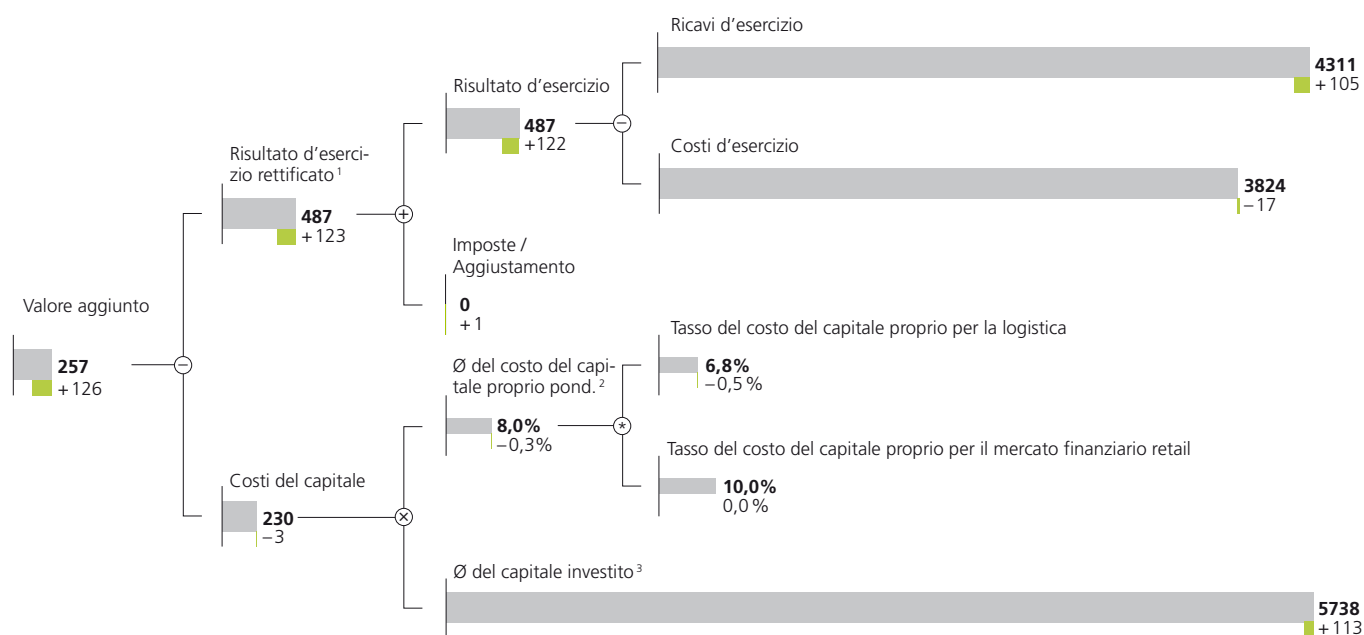 Ricavi d'esercizio
4311
+105
Risultato d'esercizio
487
+122
Costi d'esercizio
3824
–17
Risultato d'eserci-
zio rettificato 1
487
+123
Imposte /
Aggiustamento
0
+1
Valore aggiunto
257
+126
Tasso del costo del capitale proprio per la logistica
6,8%
–0,5%
Ø del costo del capi-
tale proprio pond. 2
8,0%
–0,3%
Tasso del costo del capitale proprio per il mercato finanziario retail
10,0%
0,0%
Costi del capitale
230
–3
Ø del capitale investito 3
5738
+113